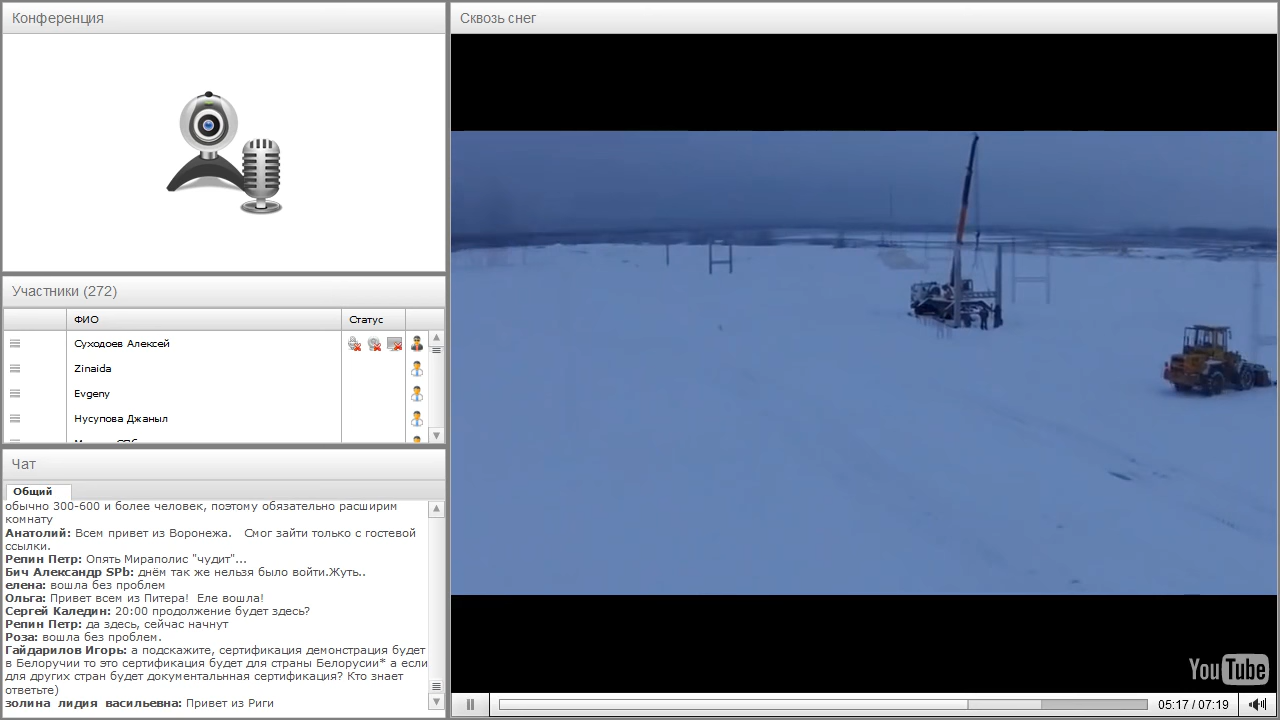 Конференция
Сквозь снег
Участники (272)
ФИО
Статус
Суходоев Алексей
Zinaida
Evgeny
Нусупова Джаныл
Чат
Общий
обычно 300-600 и более человек, поэтому обязательно расширим
комнату
Анатолий: Всем привет из Воронежа. Смог зайти только с гостевой
ссылки.
Репин Петр: Опять Мираполис "чудит"...
Бич Александр SPb: днём так же нельзя было войти.Жуть..
елена: вошла без проблем
Ольга: Привет всем из Питера! Еле вошла!
Сергей Каледин: 20:00 продолжение будет здесь?
Репин Петр: да здесь, сейчас начнут
Роза: вошла без проблем.
Гайдарилов Игорь: а подскажите, сертификация демонстрация будет
в Белоручии то это сертификация будет для страны Белорусии* а если
для других стран будет документальнная сертификация? Кто знает
ответьте)
золина лидия васильевна: Привет из Риги
YouTube
05:17 / 07:19